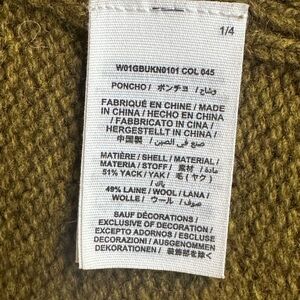 1/4
W01GBUKN0101 COL 045
PONCHO / ポンチョ / وشاح
FABRIQUÉ EN CHINE / MADE
IN CHINA / HECHO EN CHINA
/ FABBRICATO IN CINA /
HERGESTELLT IN CHINA /
中国製 / صنع في الصين /
MATIÈRE / SHELL / MATERIAL /
MATERIA / STOFF / 素材 / مادة
51% YACK / YAK / 毛 (ヤク) /
ياك /
49% LAINE / WOOL / LANA /
WOLLE / ウール / صوف /
SAUF DÉCORATIONS /
EXCLUSIVE OF DECORATION /
EXCEPTO ADORNOS / ESCLUSE
DECORAZIONI / AUSGENOMMEN
DEKORATIONEN / 装飾部を除く